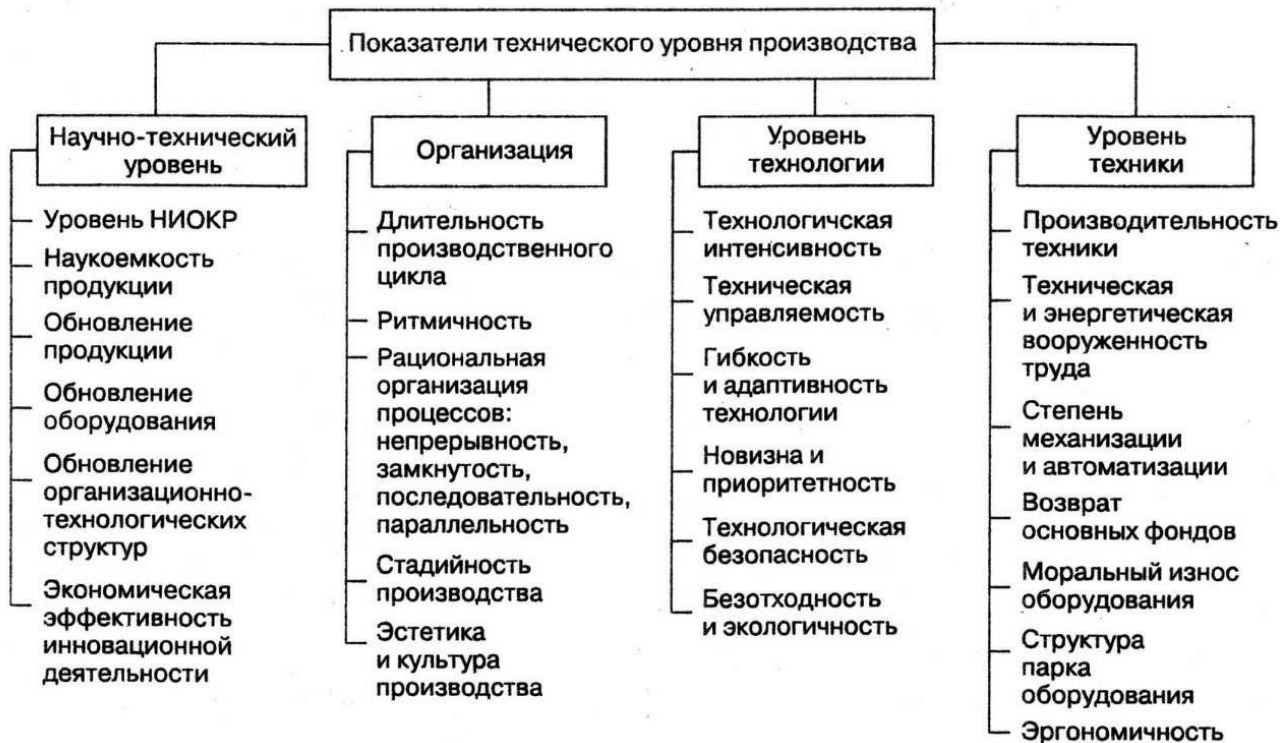 Показатели технического уровня производства
Научно-технический
уровень
Уровень НИОКР
Наукоемкость
продукции
Обновление
продукции
Обновление
оборудования
Обновление
организационно-
технологических
структур
Экономическая
эффективность
инновационной
деятельности
Организация
Длительность
производственного
цикла
Ритмичность
Рациональная
организация
процессов:
непрерывность,
замкнутость,
последовательность,
параллельность
Стадийность
производства
Эстетика
и культура
производства
Уровень
технологии
Технологичская
интенсивность
Техническая
управляемость
Гибкость
и адаптивность
технологии
Новизна и
приоритетность
Технологическая
безопасность
Безотходность
и экологичность
Уровень
техники
Производительность
техники
Техническая
и энергетическая
вооруженность
труда
Степень
механизации
и автоматизации
Возврат
основных фондов
Моральный износ
оборудования
Структура
парка
оборудования
Эргономичность